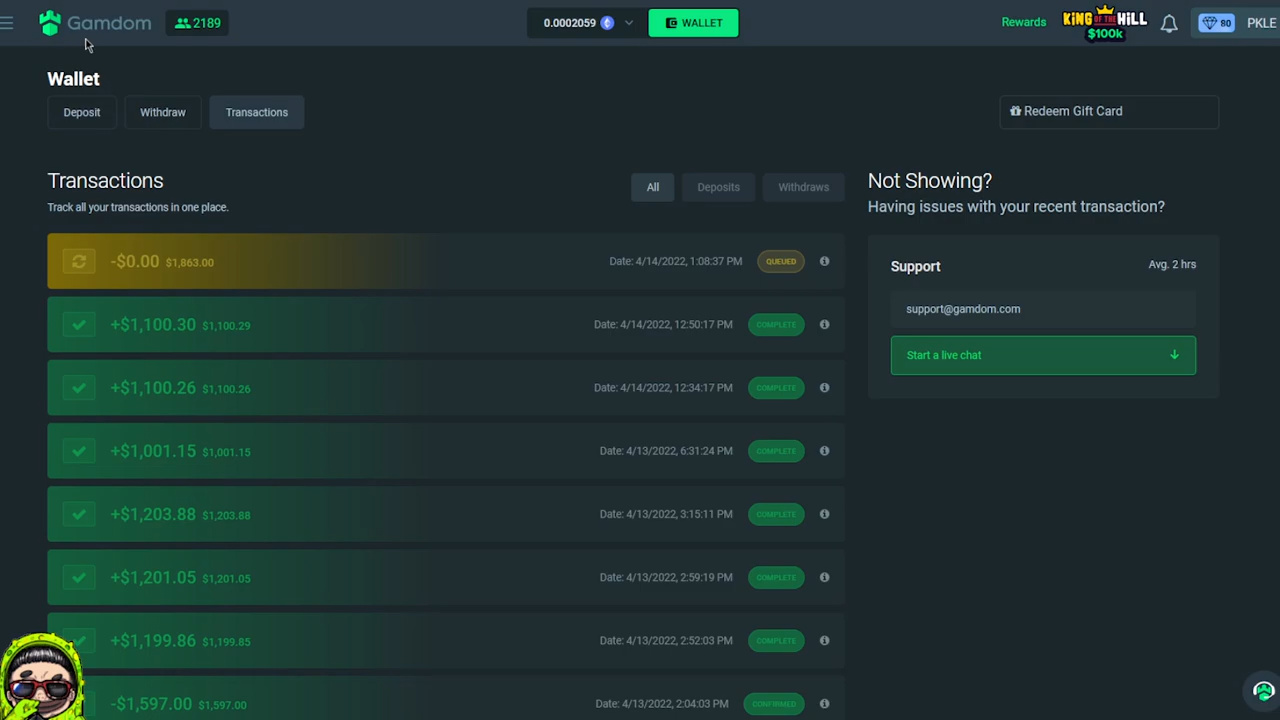 Gamdom 2189 0.0002059 WALLET Rewards KING OF THE HILL $100k 80 PKLE
Wallet
Deposit Withdraw Transactions Redeem Gift Card
Transactions All Deposits Withdraws
Track all your transactions in one place.
-$0.00 $1,863.00 Date: 4/14/2022, 1:08:37 PM QUEUED
+$1,100.30 $1,100.29 Date: 4/14/2022, 12:50:17 PM COMPLETE
+$1,100.26 $1,100.26 Date: 4/14/2022, 12:34:17 PM COMPLETE
+$1,001.15 $1,001.15 Date: 4/13/2022, 6:31:24 PM COMPLETE
+$1,203.88 $1,203.88 Date: 4/13/2022, 3:15:11 PM COMPLETE
+$1,201.05 $1,201.05 Date: 4/13/2022, 2:59:19 PM COMPLETE
+$1,199.86 $1,199.85 Date: 4/13/2022, 2:52:03 PM COMPLETE
-$1,597.00 $1,597.00 Date: 4/13/2022, 2:04:03 PM CONFIRMED
Not Showing?
Having issues with your recent transaction?
Support Avg. 2 hrs
support@gamdom.com
Start a live chat